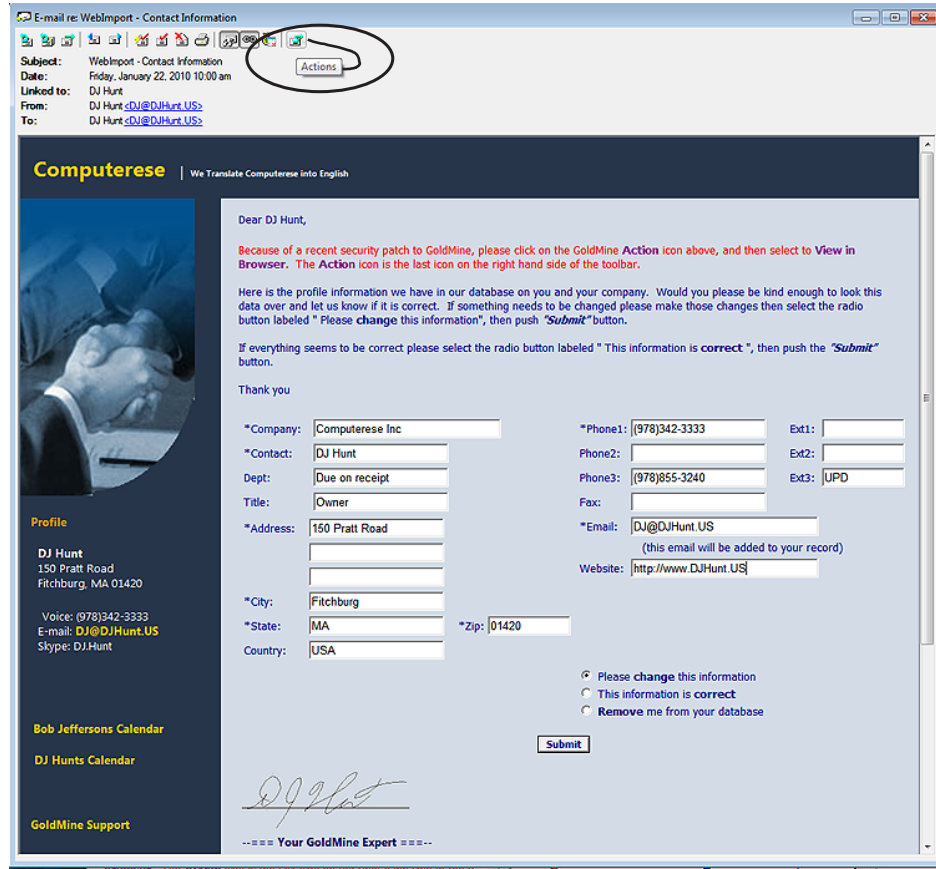 E-mail re: WebImport - Contact Information
Subject: WebImport - Contact Information
Date: Friday, January 22, 2010 10:00 am
Linked to: DJ Hunt
From: DJ Hunt <DJ@DJHunt.US>
To: DJ Hunt <DJ@DJHunt.US>
Actions
Computerese | We Translate Computerese into English
Dear DJ Hunt,
Because of a recent security patch to GoldMine, please click on the GoldMine Action icon above, and then select to View in
Browser. The Action icon is the last icon on the right hand side of the toolbar.
Here is the profile information we have in our database on you and your company. Would you please be kind enough to look this
data over and let us know if it is correct. If something needs to be changed please make those changes then select the radio
button labeled " Please change this information", then push "Submit" button.
If everything seems to be correct please select the radio button labeled " This information is correct ", then push the "Submit"
button.
Thank you
*Company: Computerese Inc *Phone1: (978)342-3333 Ext1:
*Contact: DJ Hunt Phone2: Ext2:
Dept: Due on receipt Phone3: (978)855-3240 Ext3: UPD
Title: Owner Fax:
*Address: 150 Pratt Road *Email: DJ@DJHunt.US
(this email will be added to your record)
Website: http://www.DJHunt.US
*City: Fitchburg
*State: MA *Zip: 01420
Country: USA
Please change this information
This information is correct
Remove me from your database
Submit
DJ Hunt
--=== Your GoldMine Expert ===--
Profile
DJ Hunt
150 Pratt Road
Fitchburg, MA 01420
Voice: (978)342-3333
E-mail: DJ@DJHunt.US
Skype: DJ.Hunt
Bob Jeffersons Calendar
DJ Hunts Calendar
GoldMine Support